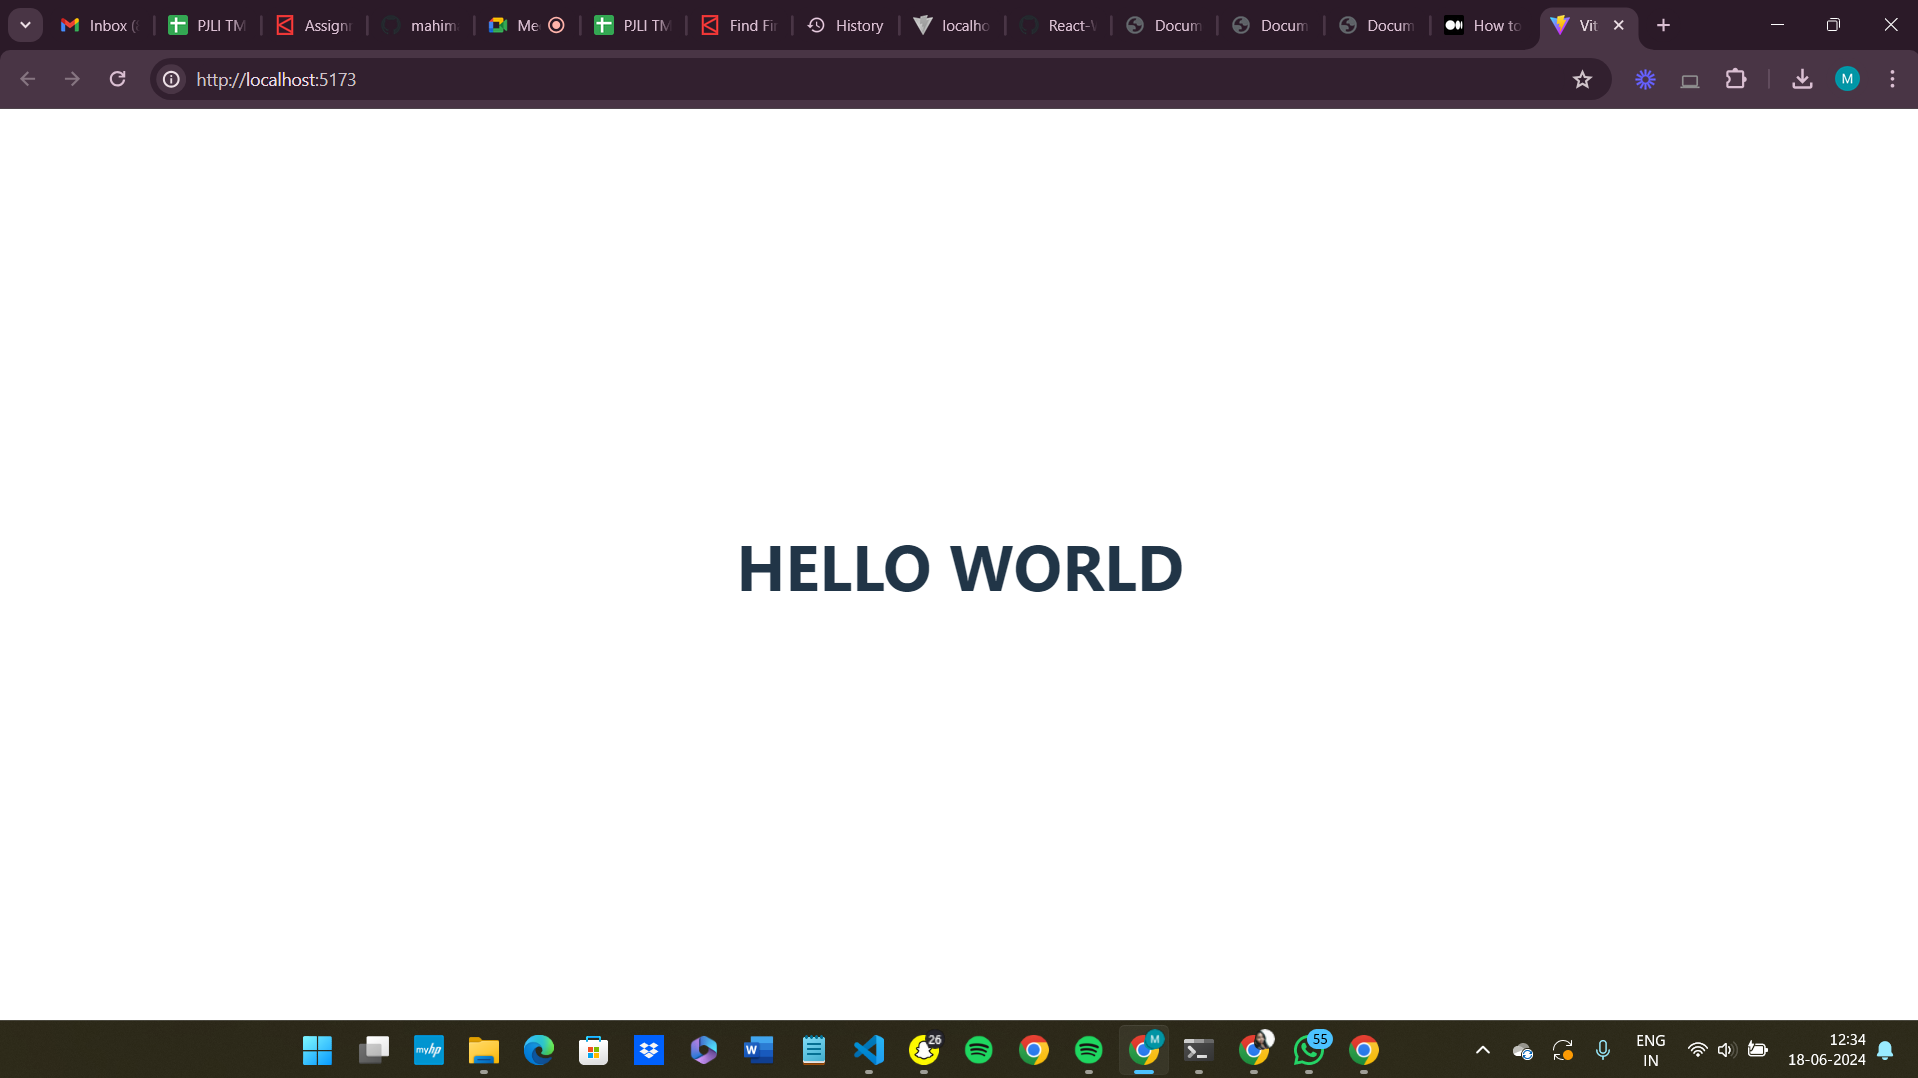 Inbox (
PJLI TM
Assign
mahim
Me
PJLI TM
Find Fir
History
localho
React-
Docum
Docum
Docum
How to
Vit
http://localhost:5173
M
HELLO WORLD
myhp
W
26
M
55
ENG
IN
12:34
18-06-2024